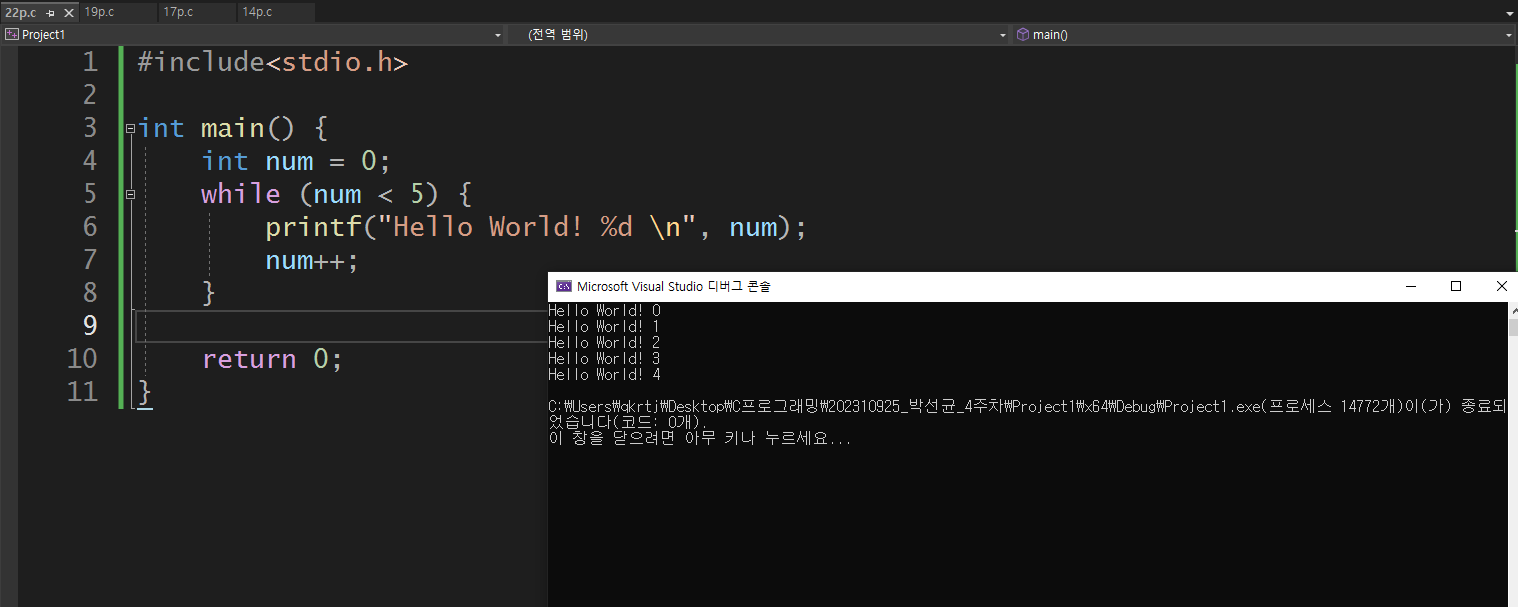 22p.c
19p.c
17p.c
14p.c
Project1
(전역 범위)
main()
1 #include<stdio.h>
2
3 int main() {
4 int num = 0;
5 while (num < 5) {
6 printf("Hello World! %d \n", num);
7 num++;
8 }
9
10 return 0;
11 }
Microsoft Visual Studio 디버그 콘솔
Hello World! 0
Hello World! 1
Hello World! 2
Hello World! 3
Hello World! 4
C:₩Users₩qkrtj₩Desktop₩C프로그래밍₩202310925_박선균_4주차₩Project1₩x64₩Debug₩Project1.exe(프로세스 14772개)이(가) 종료되
었습니다(코드: 0개).
이 창을 닫으려면 아무 키나 누르세요...